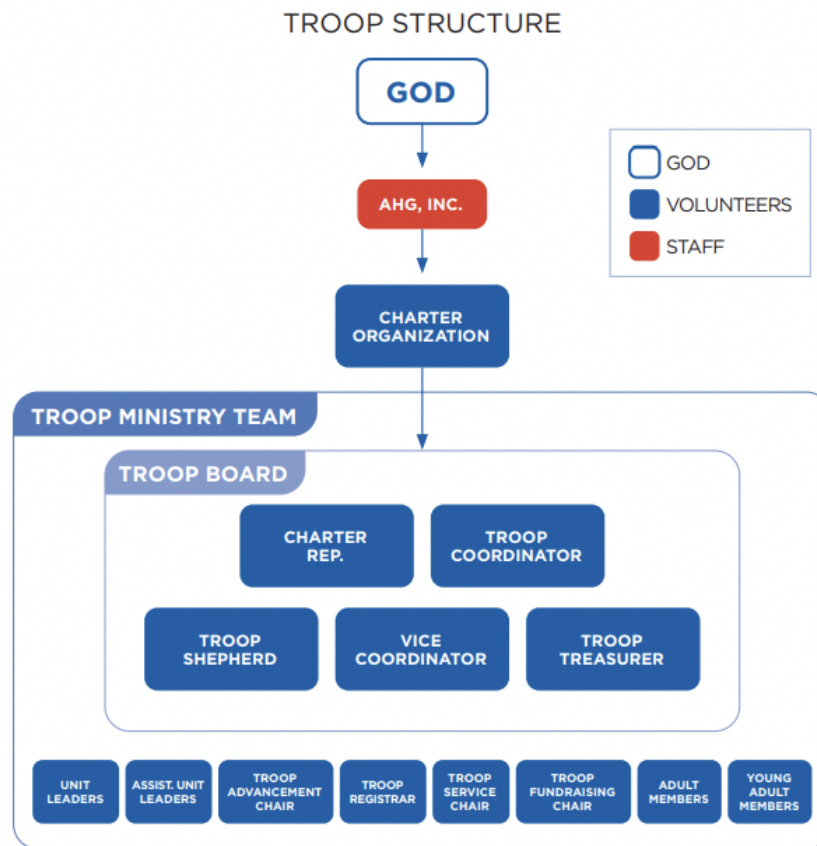 TROOP STRUCTURE
GOD
AHG, INC.
CHARTER
ORGANIZATION
GOD
VOLUNTEERS
STAFF
TROOP MINISTRY TEAM
TROOP BOARD
CHARTER
REP.
TROOP
COORDINATOR
TROOP
SHEPHERD
VICE
COORDINATOR
TROOP
TREASURER
UNIT
LEADERS
ASSIST. UNIT
LEADERS
TROOP
ADVANCEMENT
CHAIR
TROOP
REGISTRAR
TROOP
SERVICE
CHAIR
TROOP
FUNDRAISING
CHAIR
ADULT
MEMBERS
YOUNG
ADULT
MEMBERS